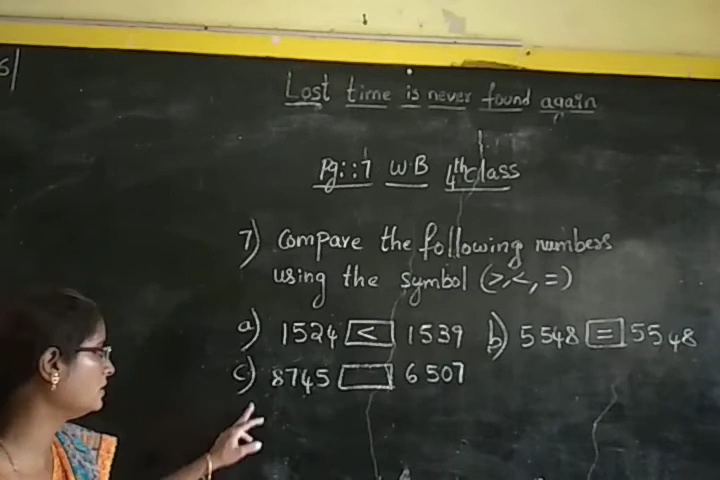 6
Lost time is never found again
Pg::7 W.B 4th class
7) Compare the following numbers
using the symbol (>,<,=)
a) 1524 < 1539 b) 5548 = 5548
c) 8745 6507